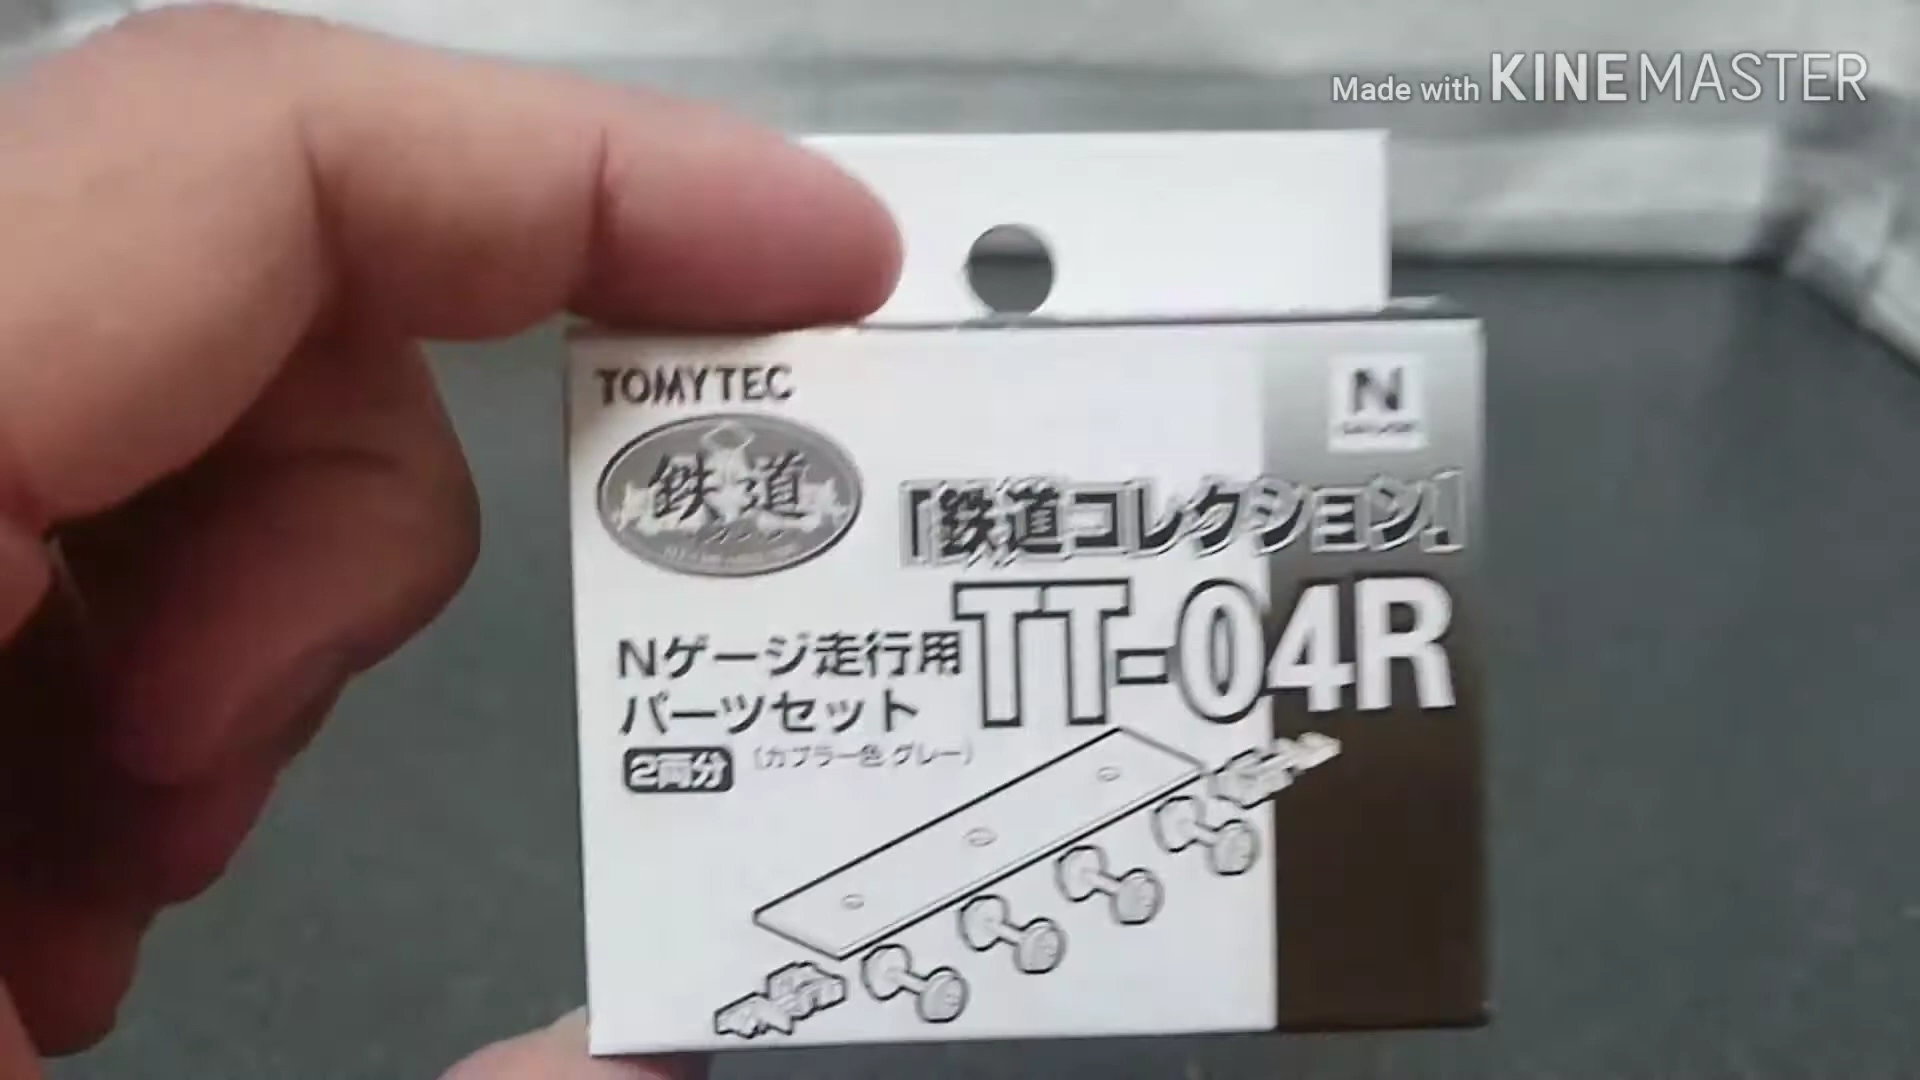 Made with KINEMASTER
TOMYTEC
N
鉄道
「鉄道コレクション」
TT-04R
Nゲージ走行用
パーツセット
2両分 (カプラー色 グレー)